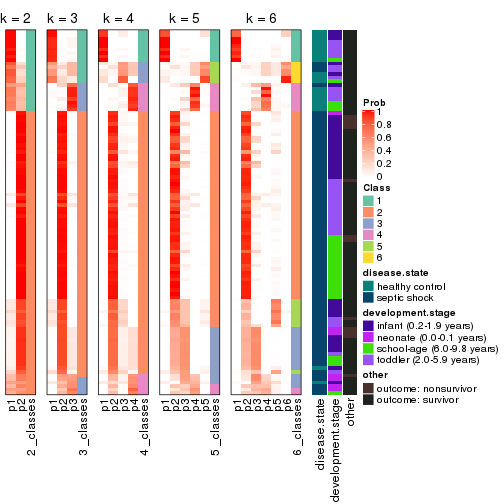 k = 2 k = 3 k = 4 k = 5 k = 6
Prob
1
0.8
0.6
0.4
0.2
0
Class
1
2
3
4
5
6
disease.state
healthy control
septic shock
development.stage
infant (0.2-1.9 years)
neonate (0.0-0.1 years)
school-age (6.0-9.8 years)
toddler (2.0-5.9 years)
other
outcome: nonsurvivor
outcome: survivor
p1 p2 2_classes p1 p2 p3 3_classes p1 p2 p3 p4 4_classes p1 p2 p3 p4 p5 5_classes p1 p2 p3 p4 p5 p6 6_classes disease.state development.stage other